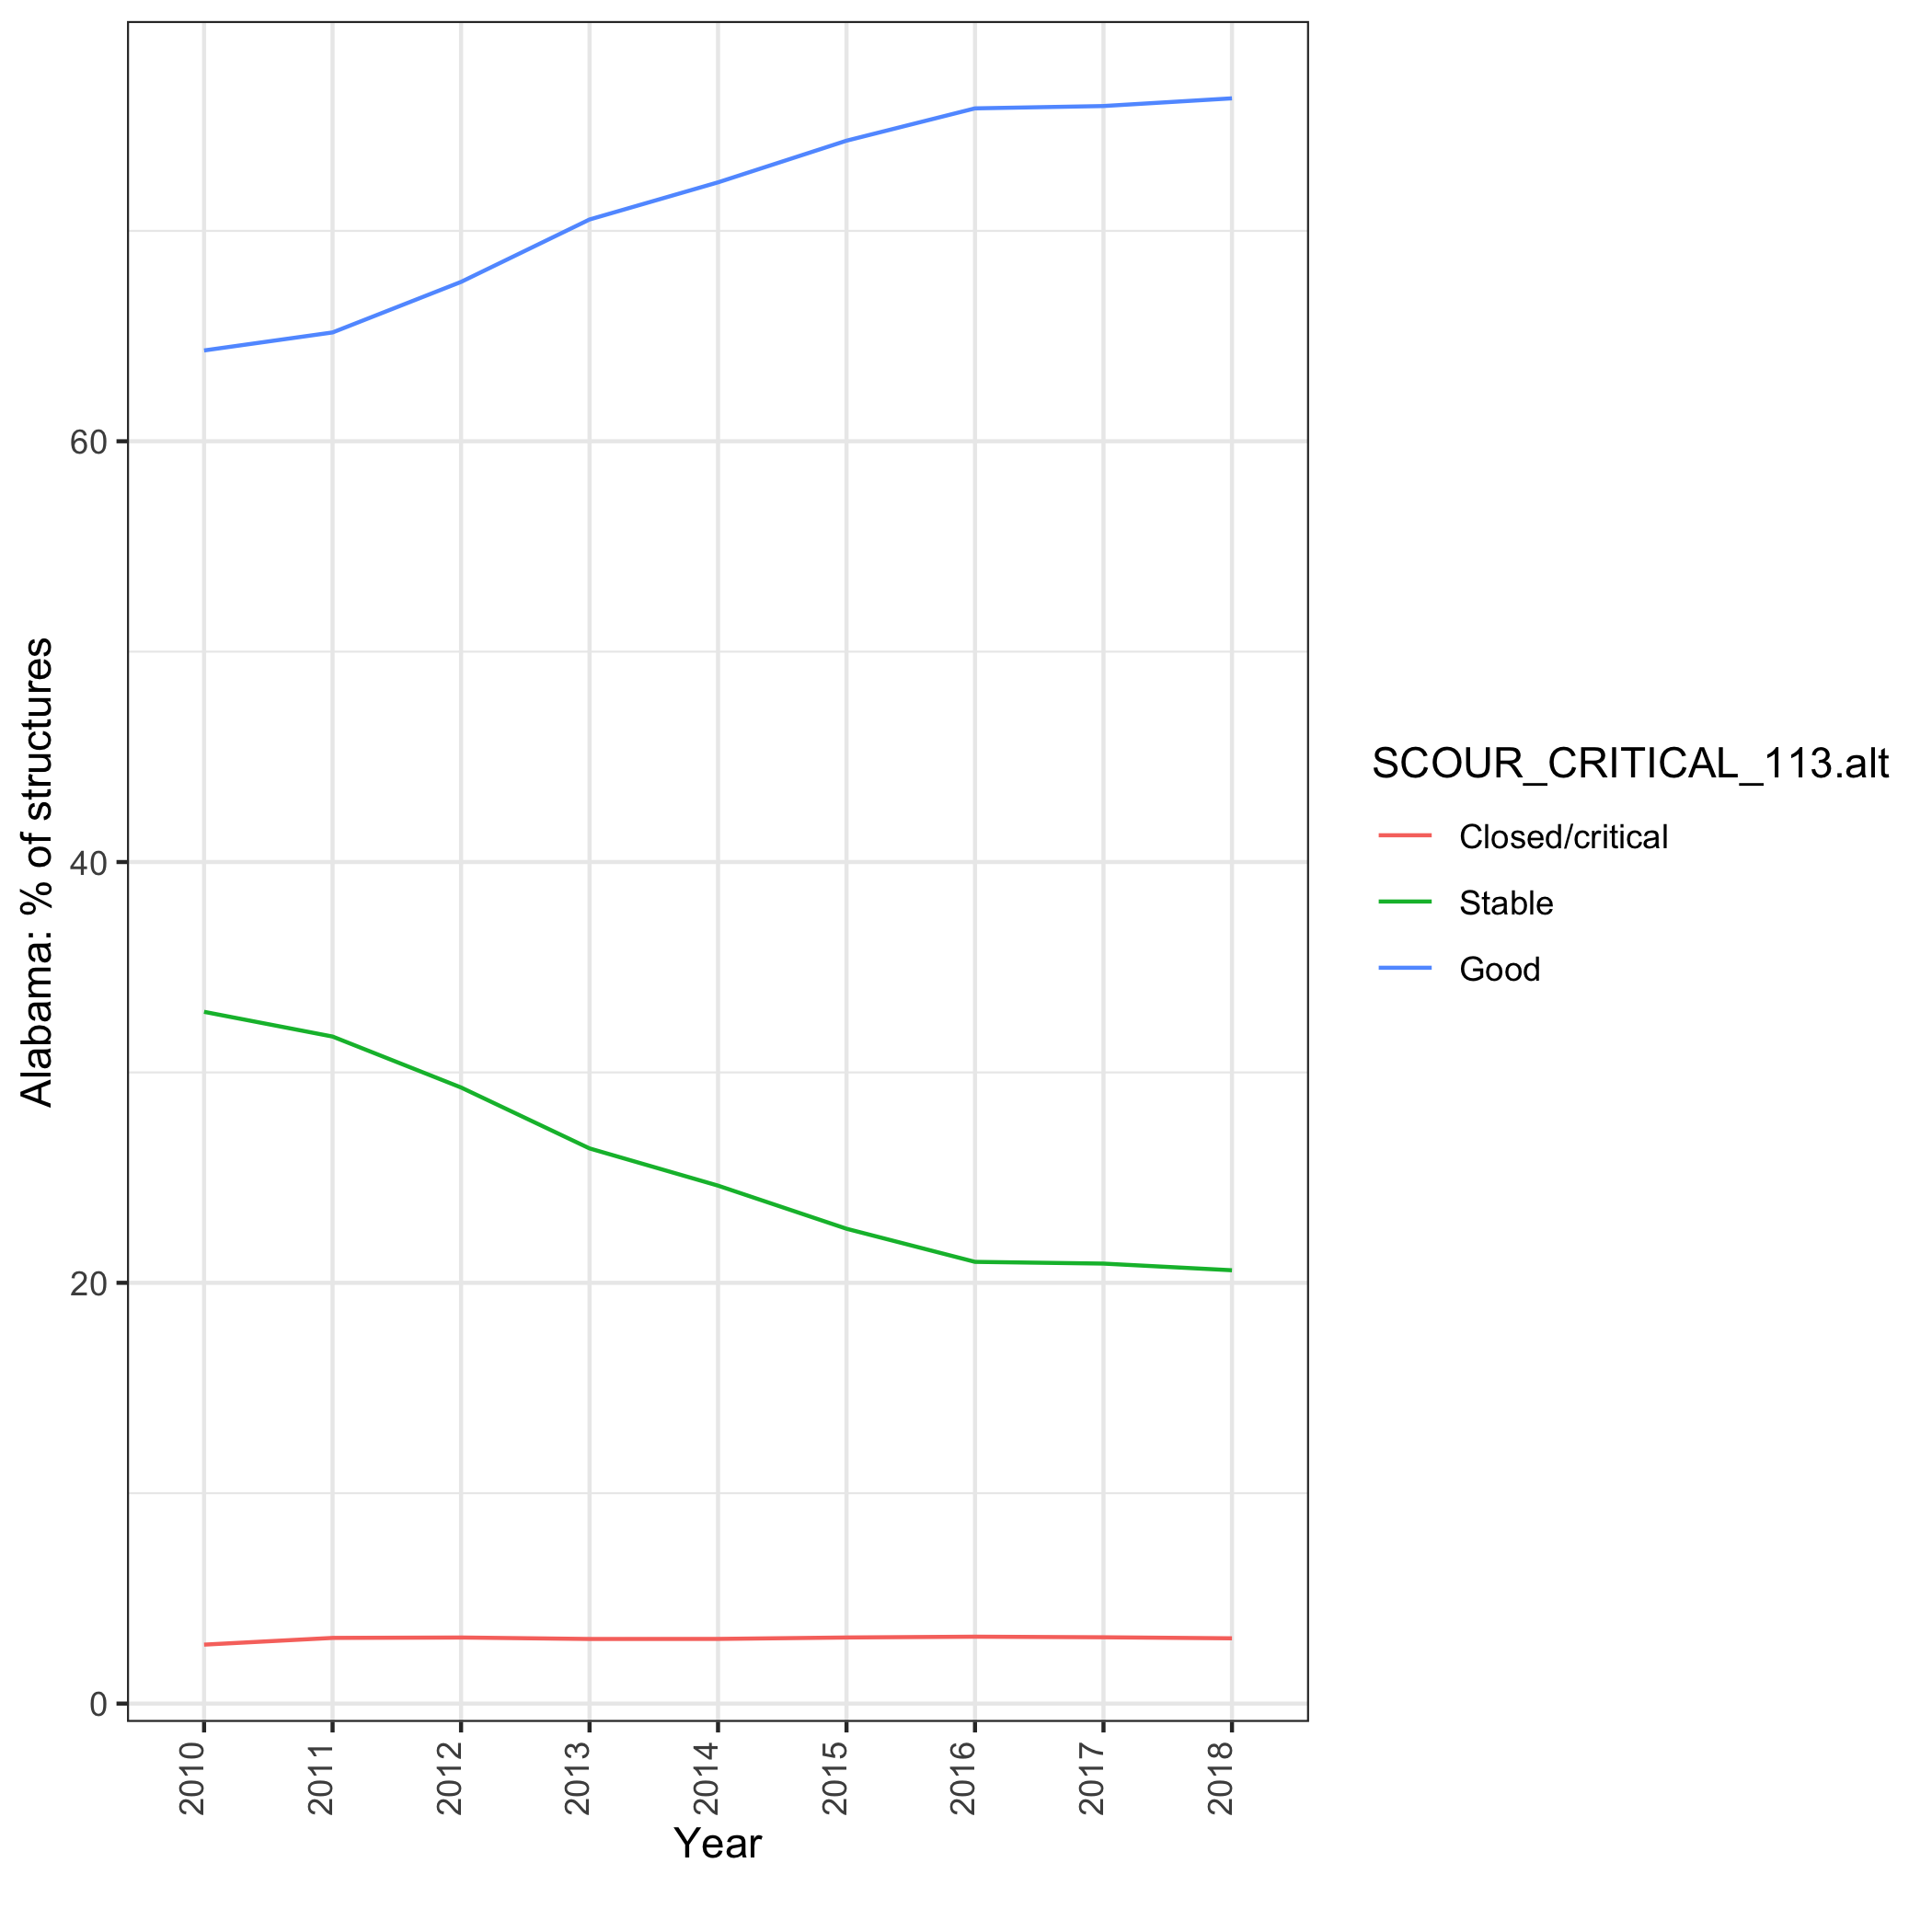 Alabama: % of structures
60
40
20
0
2010
2011
2012
2013
2014
2015
2016
2017
2018
Year
SCOUR_CRITICAL_113.alt
Closed/critical
Stable
Good